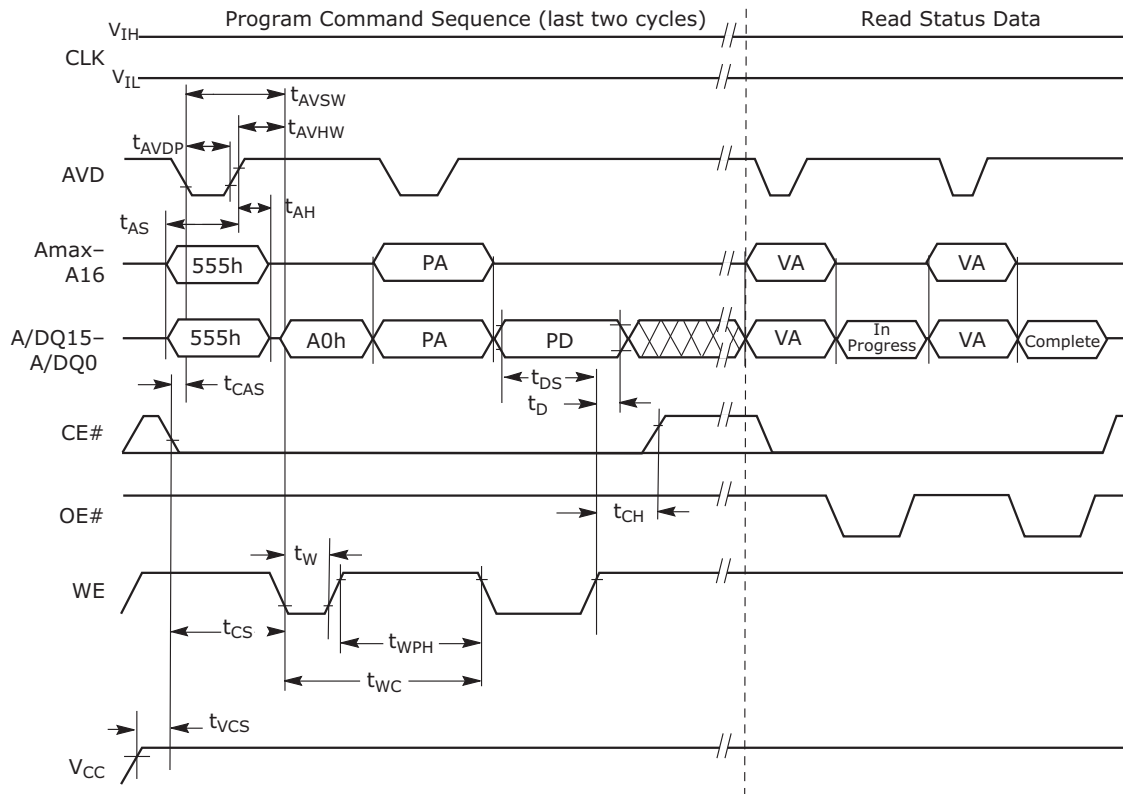 Program Command Sequence (last two cycles) Read Status Data
VIH
CLK
VIL
tAVSW
tAVHW
tAVDP
AVD
tAS
tAH
Amax–
A16
555h PA VA VA
A/DQ15–
A/DQ0
555h A0h PA PD VA In
Progress VA Complete
tCAS
tDS
tD
CE#
OE#
tCH
tW
WE
tCS
tWPH
tWC
tVCS
VCC